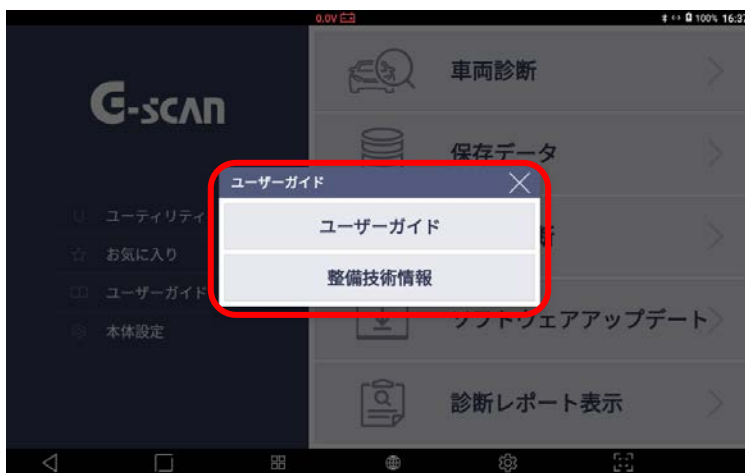 0.0V
100% 16:37
G-scan
車両診断
保存データ
ユーティリティ
お気に入り
ユーザーガイド
本体設定
ユーザーガイド
ユーザーガイド
整備技術情報
断
ソフトウェアアップデート
診断レポート表示